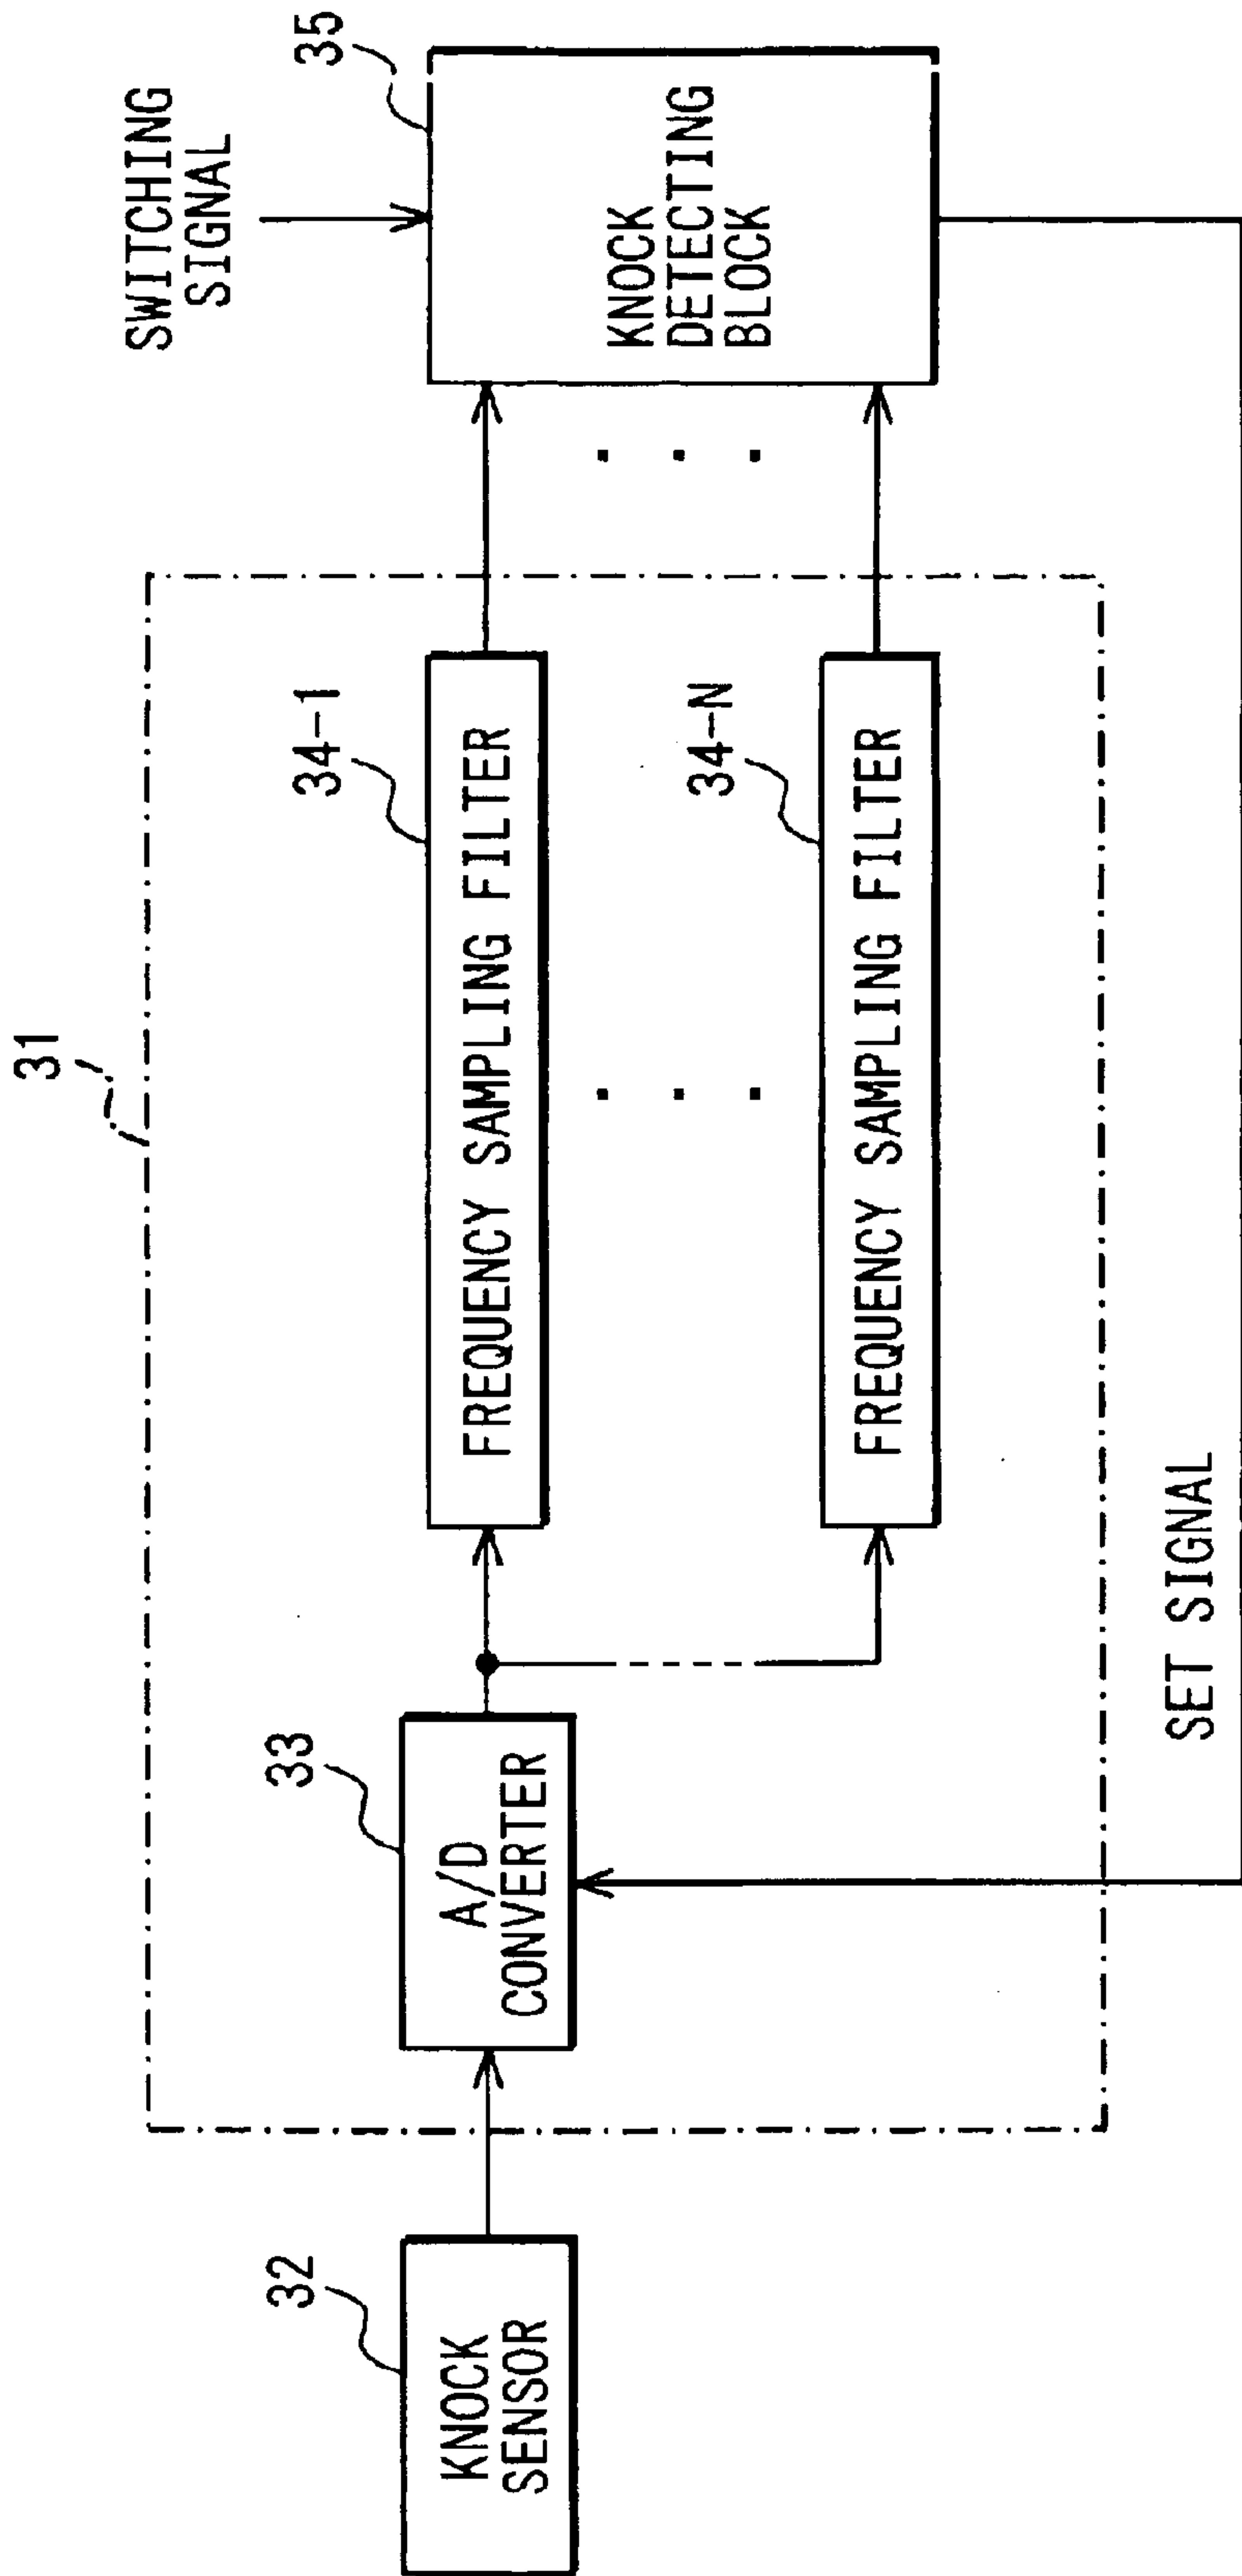 31
SWITCHING
SIGNAL
32
KNOCK
SENSOR
33
A/D
CONVERTER
34-1
FREQUENCY SAMPLING FILTER
34-N
FREQUENCY SAMPLING FILTER
35
KNOCK
DETECTING
BLOCK
SET SIGNAL